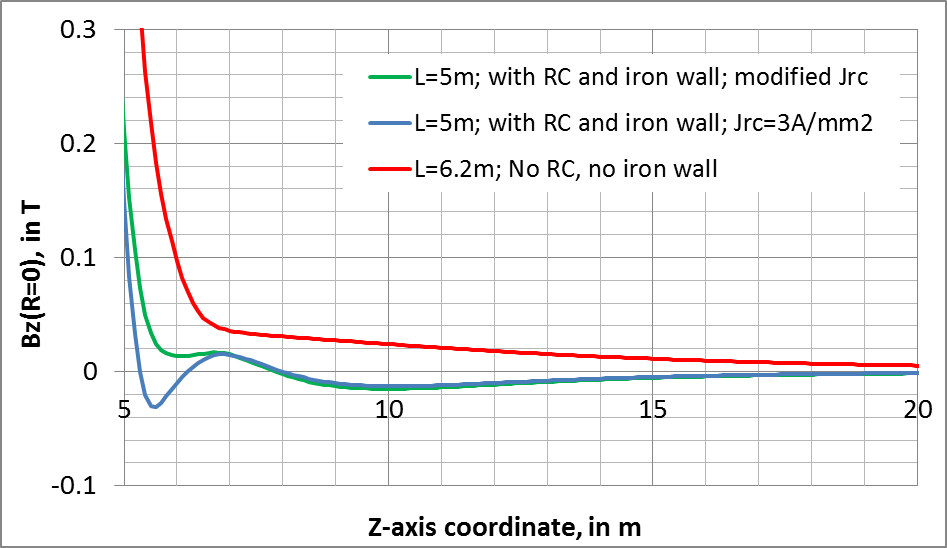 0.3
L=5m; with RC and iron wall; modified Jrc
L=5m; with RC and iron wall; Jrc=3A/mm2
L=6.2m; No RC, no iron wall
0.2
0.1
0
-0.1
Bz(R=0), in T
5
10
15
20
Z-axis coordinate, in m